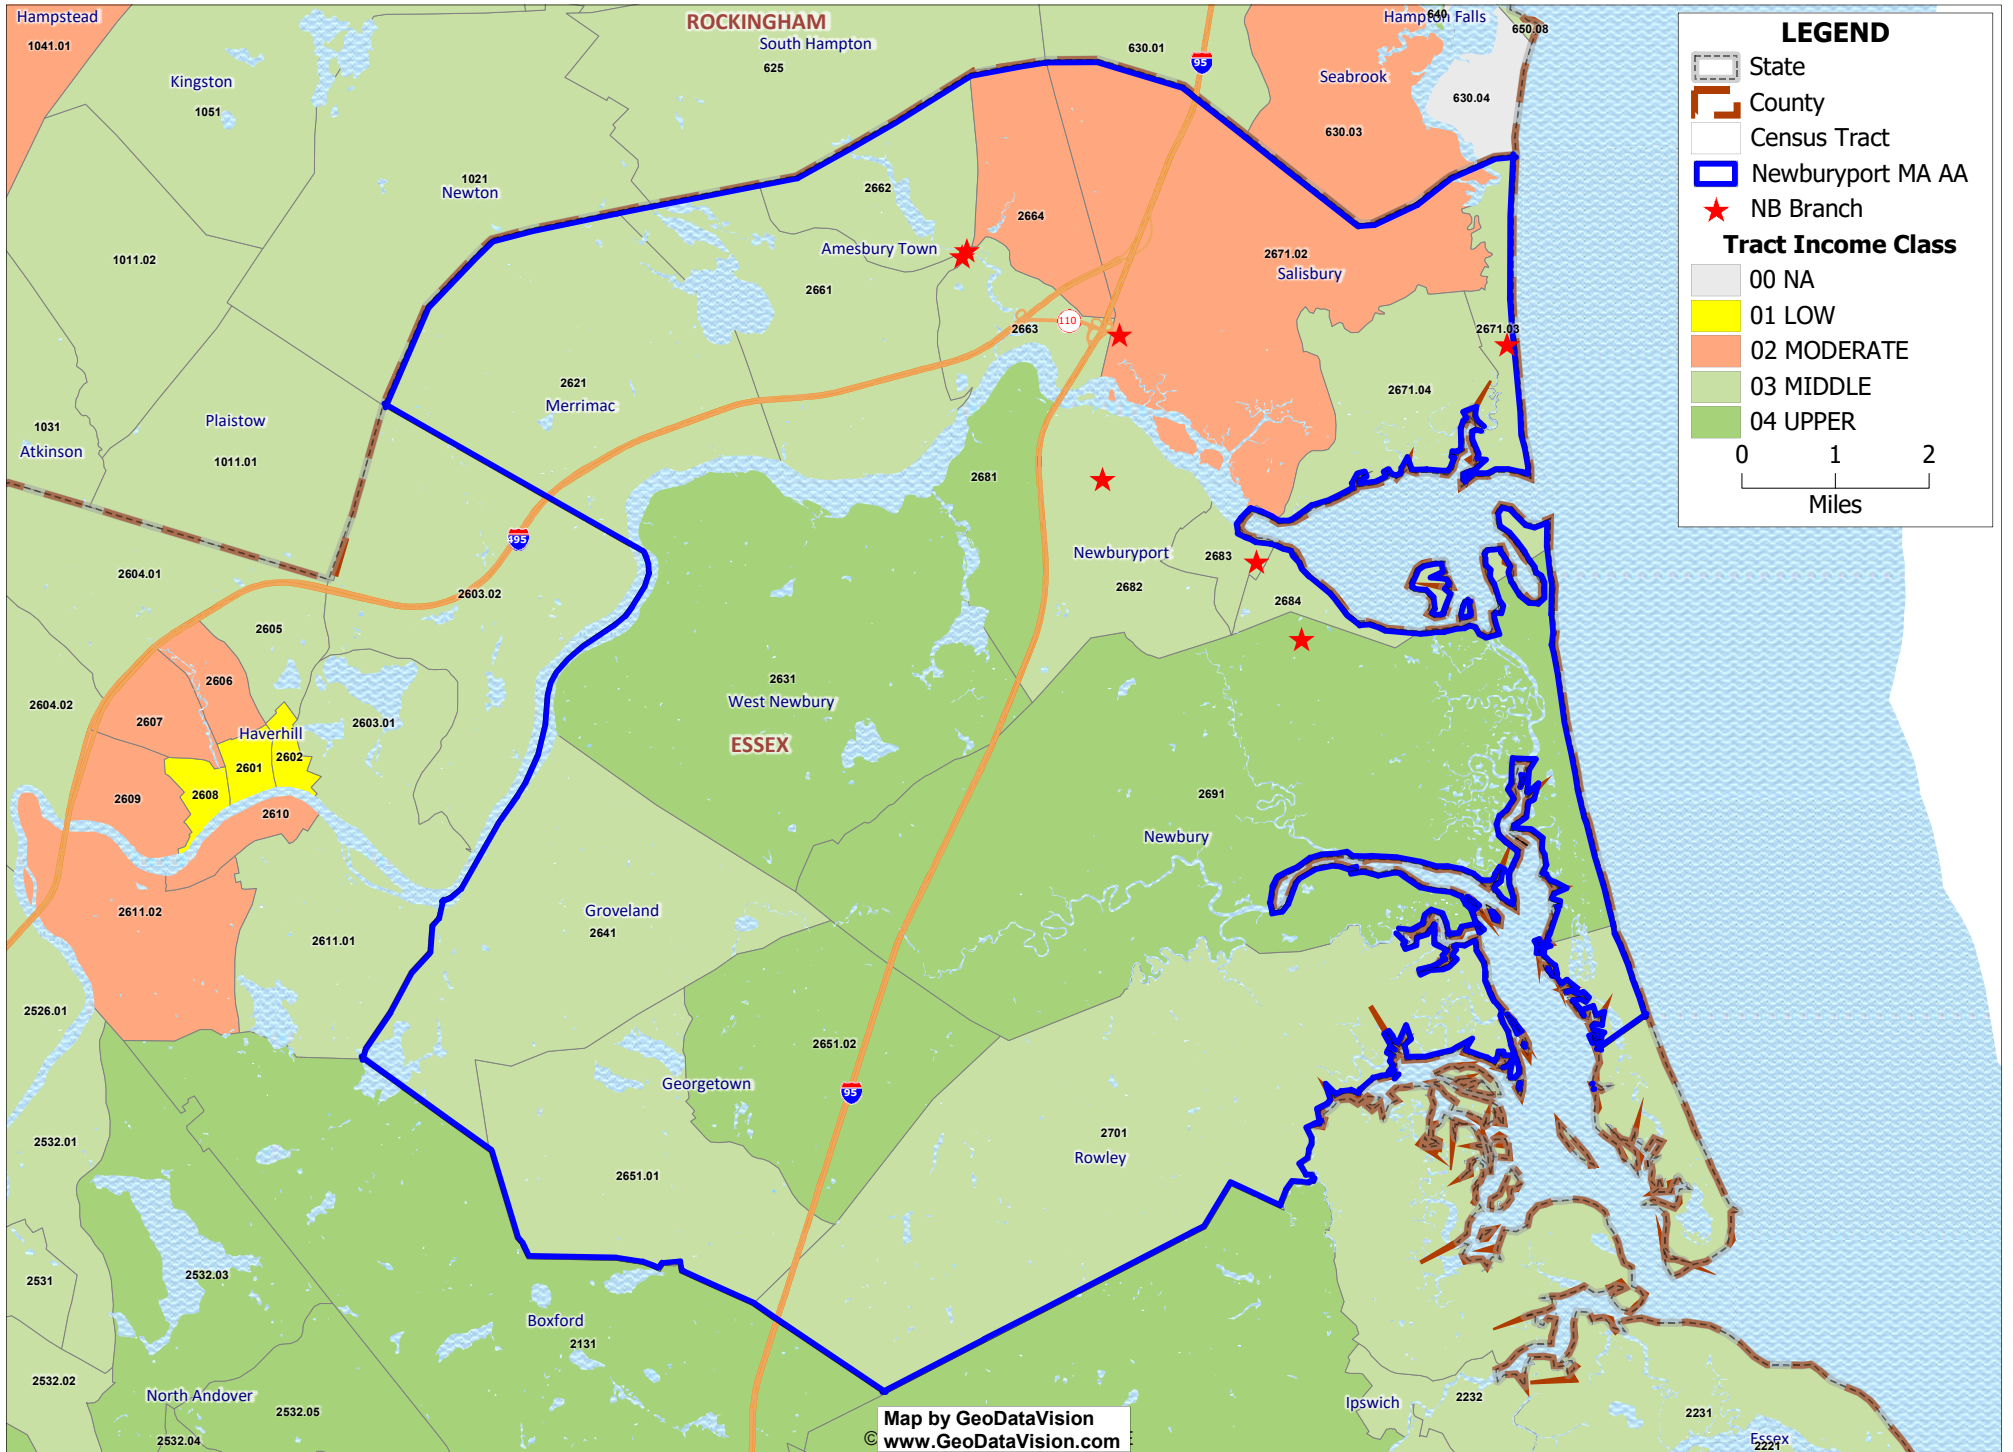 Hampstead
1041.01
Kingston
1051
ROCKINGHAM
South Hampton
625
630.01
95
Hampton Falls
640
650.08
Seabrook
630.04
630.03
LEGEND
State
County
Census Tract
Newburyport MA AA
NB Branch
Tract Income Class
00 NA
01 LOW
02 MODERATE
03 MIDDLE
04 UPPER
0 1 2
Miles
1021
Newton
2662
2664
Amesbury Town
2671.02
Salisbury
1011.02
2661
2663
110
2671.03
2621
Merrimac
2671.04
Plaistow
1011.01
1031
Atkinson
2681
495
Newburyport
2683
2682
2684
2604.01
2603.02
2605
2606
2604.02
2607
2603.01
Haverhill
2601
2602
2608
2609
2610
2631
West Newbury
ESSEX
2691
Newbury
2611.02
2611.01
Groveland
2641
2526.01
2651.02
Georgetown
95
2701
Rowley
2532.01
2651.01
2531
2532.03
Boxford
2131
2532.02
North Andover
2532.05
2532.04
Ipswich
2232
2231
Essex
2221
Map by GeoDataVision
© www.GeoDataVision.com